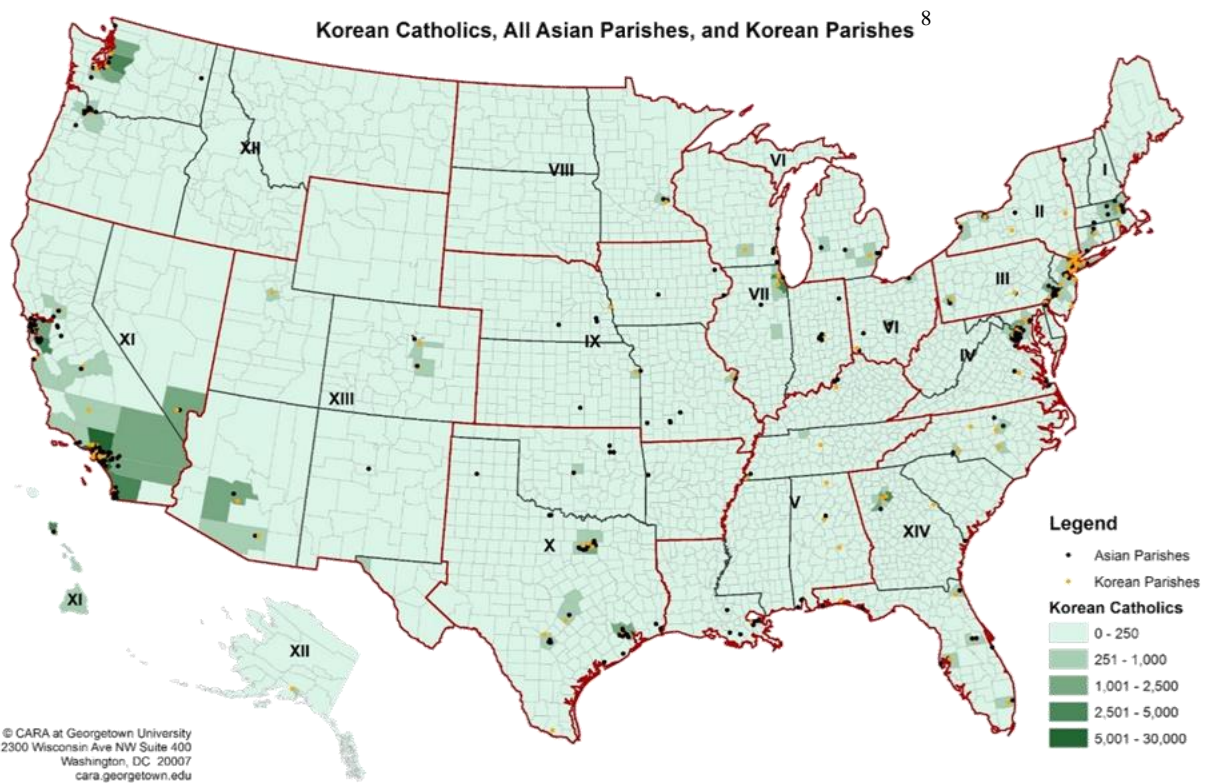 Korean Catholics, All Asian Parishes, and Korean Parishes 8
XII
VIII
VI
I
II
III
VII
VI
XI
IX
IV
XIII
V
X
XIV
XI
XII
Legend
Asian Parishes
Korean Parishes
Korean Catholics
0 - 250
251 - 1,000
1,001 - 2,500
2,501 - 5,000
5,001 - 30,000
© CARA at Georgetown University
2300 Wisconsin Ave NW Suite 400
Washington, DC 20007
cara.georgetown.edu